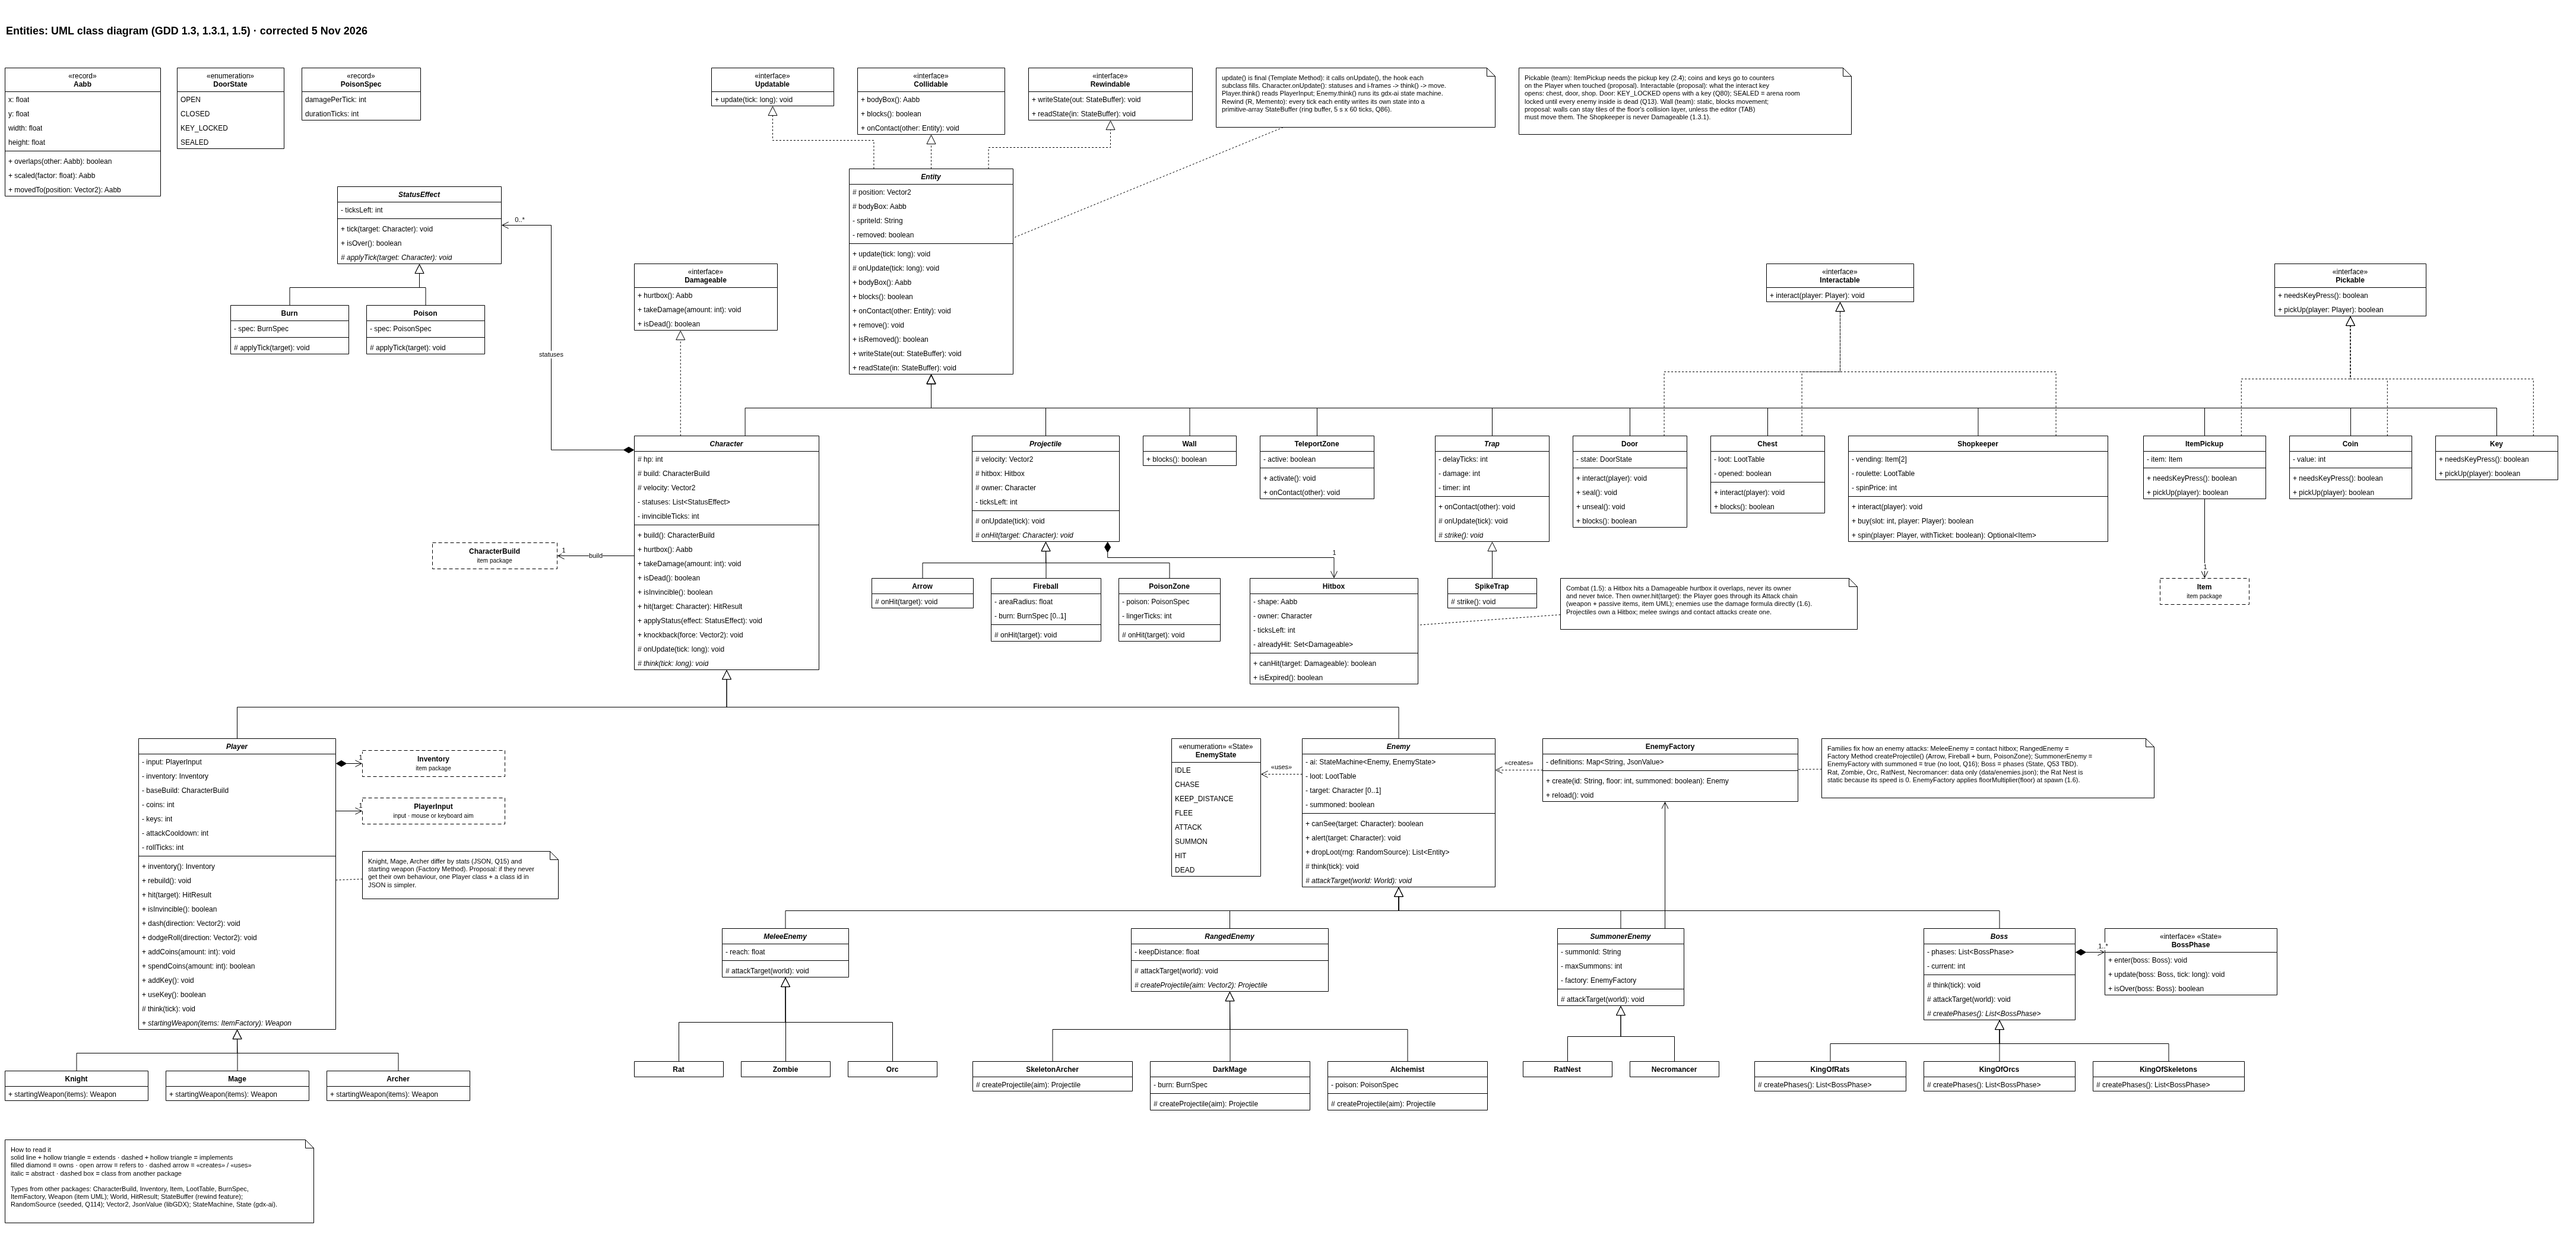 Entities: UML class diagram (GDD 1.3, 1.3.1, 1.5) · corrected 5 Nov 2026
«record»
Aabb
x: float
y: float
width: float
height: float
+ overlaps(other: Aabb): boolean
+ scaled(factor: float): Aabb
+ movedTo(position: Vector2): Aabb
«enumeration»
DoorState
OPEN
CLOSED
KEY_LOCKED
SEALED
«record»
PoisonSpec
damagePerTick: int
durationTicks: int
«interface»
Updatable
+ update(tick: long): void
«interface»
Collidable
+ bodyBox(): Aabb
+ blocks(): boolean
+ onContact(other: Entity): void
«interface»
Rewindable
+ writeState(out: StateBuffer): void
+ readState(in: StateBuffer): void
update() is final (Template Method): it calls onUpdate(), the hook each
subclass fills. Character.onUpdate(): statuses and i-frames -> think() -> move.
Player.think() reads PlayerInput; Enemy.think() runs its gdx-ai state machine.
Rewind (R, Memento): every tick each entity writes its own state into a
primitive-array StateBuffer (ring buffer, 5 s x 60 ticks, Q86).
Pickable (team): ItemPickup needs the pickup key (2.4); coins and keys go to counters
on the Player when touched (proposal). Interactable (proposal): what the interact key
opens: chest, door, shop. Door: KEY_LOCKED opens with a key (Q80); SEALED = arena room
locked until every enemy inside is dead (Q13). Wall (team): static, blocks movement;
proposal: walls can stay tiles of the floor's collision layer, unless the editor (TAB)
must move them. The Shopkeeper is never Damageable (1.3.1).
StatusEffect
- ticksLeft: int
+ tick(target: Character): void
+ isOver(): boolean
# applyTick(target: Character): void
0..*
statuses
Burn
- spec: BurnSpec
# applyTick(target): void
Poison
- spec: PoisonSpec
# applyTick(target): void
«interface»
Damageable
+ hurtbox(): Aabb
+ takeDamage(amount: int): void
+ isDead(): boolean
Entity
# position: Vector2
# bodyBox: Aabb
- spriteId: String
- removed: boolean
+ update(tick: long): void
# onUpdate(tick: long): void
+ bodyBox(): Aabb
+ blocks(): boolean
+ onContact(other: Entity): void
+ remove(): void
+ isRemoved(): boolean
+ writeState(out: StateBuffer): void
+ readState(in: StateBuffer): void
«interface»
Interactable
+ interact(player: Player): void
«interface»
Pickable
+ needsKeyPress(): boolean
+ pickUp(player: Player): boolean
Character
# hp: int
# build: CharacterBuild
# velocity: Vector2
- statuses: List<StatusEffect>
- invincibleTicks: int
+ build(): CharacterBuild
+ hurtbox(): Aabb
+ takeDamage(amount: int): void
+ isDead(): boolean
+ isInvincible(): boolean
+ hit(target: Character): HitResult
+ applyStatus(effect: StatusEffect): void
+ knockback(force: Vector2): void
# onUpdate(tick: long): void
# think(tick: long): void
CharacterBuild
item package
1
build
Projectile
# velocity: Vector2
# hitbox: Hitbox
# owner: Character
- ticksLeft: int
# onUpdate(tick): void
# onHit(target: Character): void
Wall
+ blocks(): boolean
TeleportZone
- active: boolean
+ activate(): void
+ onContact(other): void
Trap
- delayTicks: int
- damage: int
- timer: int
+ onContact(other): void
# onUpdate(tick): void
# strike(): void
Door
- state: DoorState
+ interact(player): void
+ seal(): void
+ unseal(): void
+ blocks(): boolean
Chest
- loot: LootTable
- opened: boolean
+ interact(player): void
+ blocks(): boolean
Shopkeeper
- vending: Item[2]
- roulette: LootTable
- spinPrice: int
+ interact(player): void
+ buy(slot: int, player: Player): boolean
+ spin(player: Player, withTicket: boolean): Optional<Item>
ItemPickup
- item: Item
+ needsKeyPress(): boolean
+ pickUp(player): boolean
Coin
- value: int
+ needsKeyPress(): boolean
+ pickUp(player): boolean
Key
+ needsKeyPress(): boolean
+ pickUp(player): boolean
1
Item
item package
Arrow
# onHit(target): void
Fireball
- areaRadius: float
- burn: BurnSpec [0..1]
# onHit(target): void
PoisonZone
- poison: PoisonSpec
- lingerTicks: int
# onHit(target): void
1
Hitbox
- shape: Aabb
- owner: Character
- ticksLeft: int
- alreadyHit: Set<Damageable>
+ canHit(target: Damageable): boolean
+ isExpired(): boolean
SpikeTrap
# strike(): void
Combat (1.5): a Hitbox hits a Damageable hurtbox it overlaps, never its owner
and never twice. Then owner.hit(target): the Player goes through its Attack chain
(weapon + passive items, item UML); enemies use the damage formula directly (1.6).
Projectiles own a Hitbox; melee swings and contact attacks create one.
Player
- input: PlayerInput
- inventory: Inventory
- baseBuild: CharacterBuild
- coins: int
- keys: int
- attackCooldown: int
- rollTicks: int
+ inventory(): Inventory
+ rebuild(): void
+ hit(target): HitResult
+ isInvincible(): boolean
+ dash(direction: Vector2): void
+ dodgeRoll(direction: Vector2): void
+ addCoins(amount: int): void
+ spendCoins(amount: int): boolean
+ addKey(): void
+ useKey(): boolean
# think(tick): void
+ startingWeapon(items: ItemFactory): Weapon
1
Inventory
item package
1
PlayerInput
input · mouse or keyboard aim
Knight, Mage, Archer differ by stats (JSON, Q15) and
starting weapon (Factory Method). Proposal: if they never
get their own behaviour, one Player class + a class id in
JSON is simpler.
«enumeration» «State»
EnemyState
IDLE
CHASE
KEEP_DISTANCE
FLEE
ATTACK
SUMMON
HIT
DEAD
«uses»
Enemy
- ai: StateMachine<Enemy, EnemyState>
- loot: LootTable
- target: Character [0..1]
- summoned: boolean
+ canSee(target: Character): boolean
+ alert(target: Character): void
+ dropLoot(rng: RandomSource): List<Entity>
# think(tick): void
# attackTarget(world: World): void
«creates»
EnemyFactory
- definitions: Map<String, JsonValue>
+ create(id: String, floor: int, summoned: boolean): Enemy
+ reload(): void
Families fix how an enemy attacks: MeleeEnemy = contact hitbox; RangedEnemy =
Factory Method createProjectile() (Arrow, Fireball + burn, PoisonZone); SummonerEnemy =
EnemyFactory with summoned = true (no loot, Q16); Boss = phases (State, Q53 TBD).
Rat, Zombie, Orc, RatNest, Necromancer: data only (data/enemies.json); the Rat Nest is
static because its speed is 0. EnemyFactory applies floorMultiplier(floor) at spawn (1.6).
MeleeEnemy
- reach: float
# attackTarget(world): void
RangedEnemy
- keepDistance: float
# attackTarget(world): void
# createProjectile(aim: Vector2): Projectile
SummonerEnemy
- summonId: String
- maxSummons: int
- factory: EnemyFactory
# attackTarget(world): void
Boss
- phases: List<BossPhase>
- current: int
# think(tick): void
# attackTarget(world): void
# createPhases(): List<BossPhase>
1..*
«interface» «State»
BossPhase
+ enter(boss: Boss): void
+ update(boss: Boss, tick: long): void
+ isOver(boss: Boss): boolean
Knight
+ startingWeapon(items): Weapon
Mage
+ startingWeapon(items): Weapon
Archer
+ startingWeapon(items): Weapon
Rat
Zombie
Orc
SkeletonArcher
# createProjectile(aim): Projectile
DarkMage
- burn: BurnSpec
# createProjectile(aim): Projectile
Alchemist
- poison: PoisonSpec
# createProjectile(aim): Projectile
RatNest
Necromancer
KingOfRats
# createPhases(): List<BossPhase>
KingOfOrcs
# createPhases(): List<BossPhase>
KingOfSkeletons
# createPhases(): List<BossPhase>
How to read it
solid line + hollow triangle = extends · dashed + hollow triangle = implements
filled diamond = owns · open arrow = refers to · dashed arrow = «creates» / «uses»
italic = abstract · dashed box = class from another package
Types from other packages: CharacterBuild, Inventory, Item, LootTable, BurnSpec,
ItemFactory, Weapon (item UML); World, HitResult; StateBuffer (rewind feature);
RandomSource (seeded, Q114); Vector2, JsonValue (libGDX); StateMachine, State (gdx-ai).